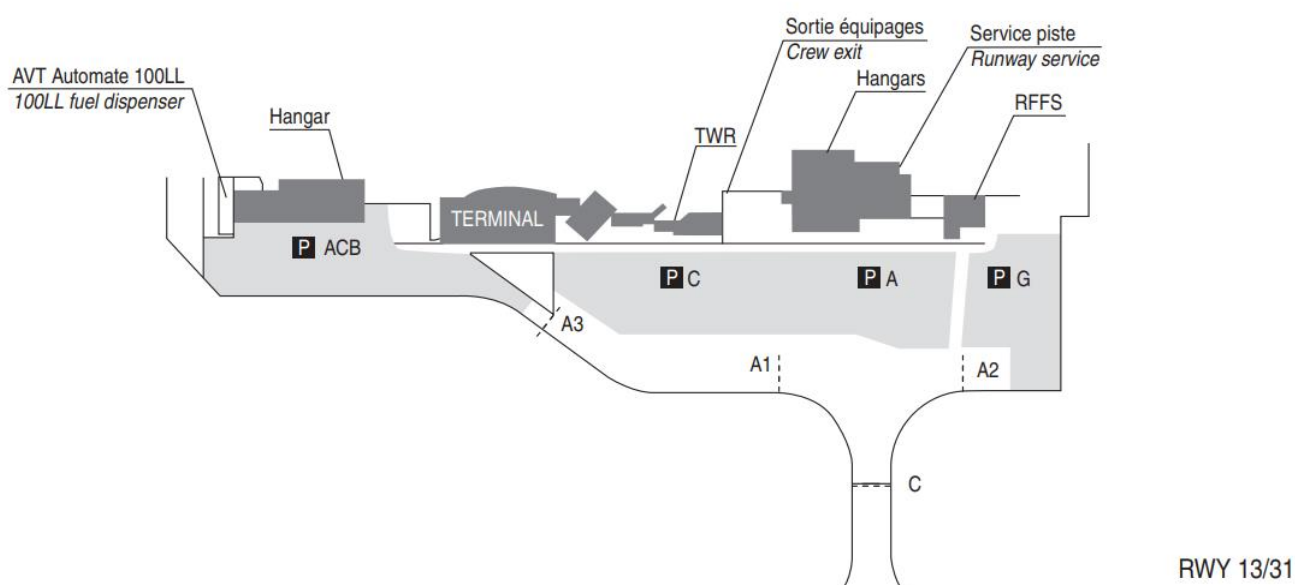 Sortie équipages
Crew exit
Service piste
Runway service
AVT Automate 100LL
100LL fuel dispenser
Hangars
Hangar
RFFS
TWR
TERMINAL
P ACB
P C
P A
P G
A3
A1
A2
C
RWY 13/31